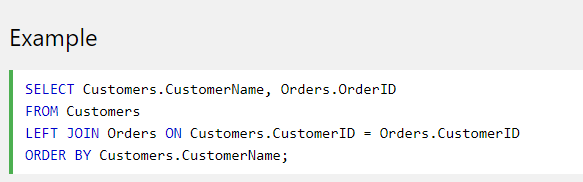 Example
SELECT Customers.CustomerName, Orders.OrderID
FROM Customers
LEFT JOIN Orders ON Customers.CustomerID = Orders.CustomerID
ORDER BY Customers.CustomerName;